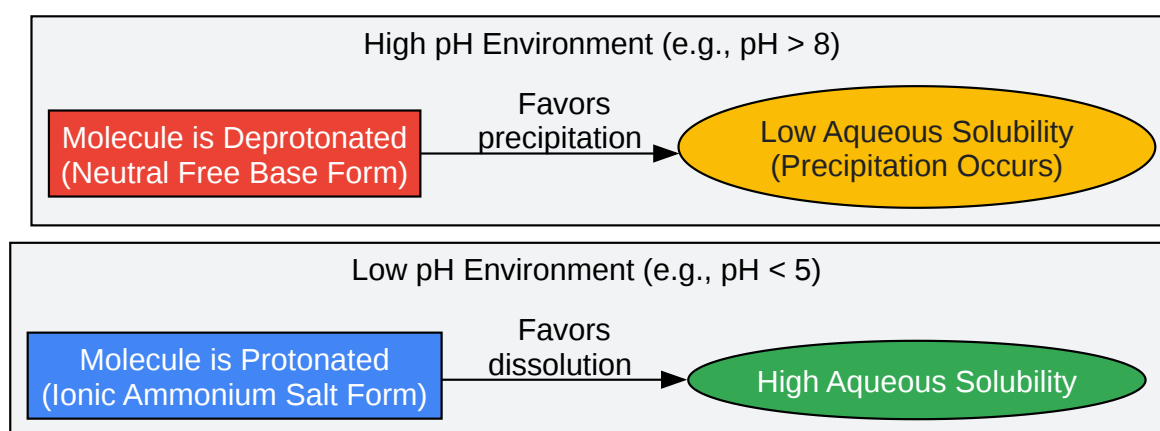 High pH Environment (e.g., pH > 8)
Molecule is Deprotonated
(Neutral Free Base Form)
Favors
precipitation
Low Aqueous Solubility
(Precipitation Occurs)
Low pH Environment (e.g., pH < 5)
Molecule is Protonated
(Ionic Ammonium Salt Form)
Favors
dissolution
High Aqueous Solubility